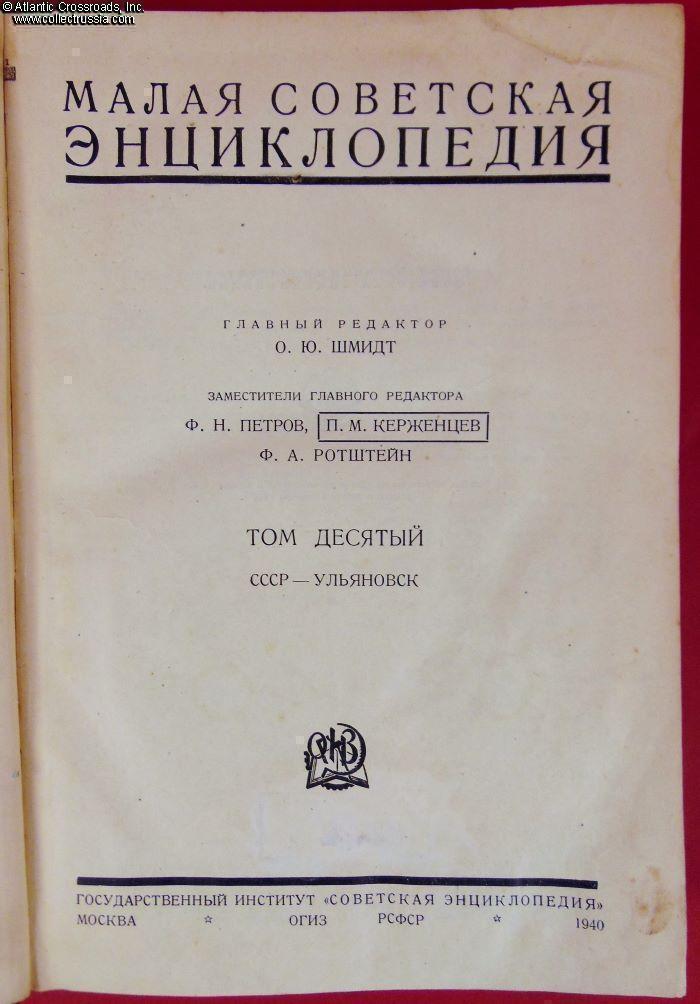 © Atlantic Crossroads, Inc.
www.collectrussia.com
МАЛАЯ СОВЕТСКАЯ
ЭНЦИКЛОПЕДИЯ
ГЛАВНЫЙ РЕДАКТОР
О. Ю. ШМИДТ
ЗАМЕСТИТЕЛИ ГЛАВНОГО РЕДАКТОРА
Ф. Н. ПЕТРОВ, П. М. КЕРЖЕНЦЕВ
Ф. А. РОТШТЕЙН
ТОМ ДЕСЯТЫЙ
СССР — УЛЬЯНОВСК
ГОСУДАРСТВЕННЫЙ ИНСТИТУТ «СОВЕТСКАЯ ЭНЦИКЛОПЕДИЯ»
МОСКВА ☆ ОГИЗ РСФСР ☆ 1940